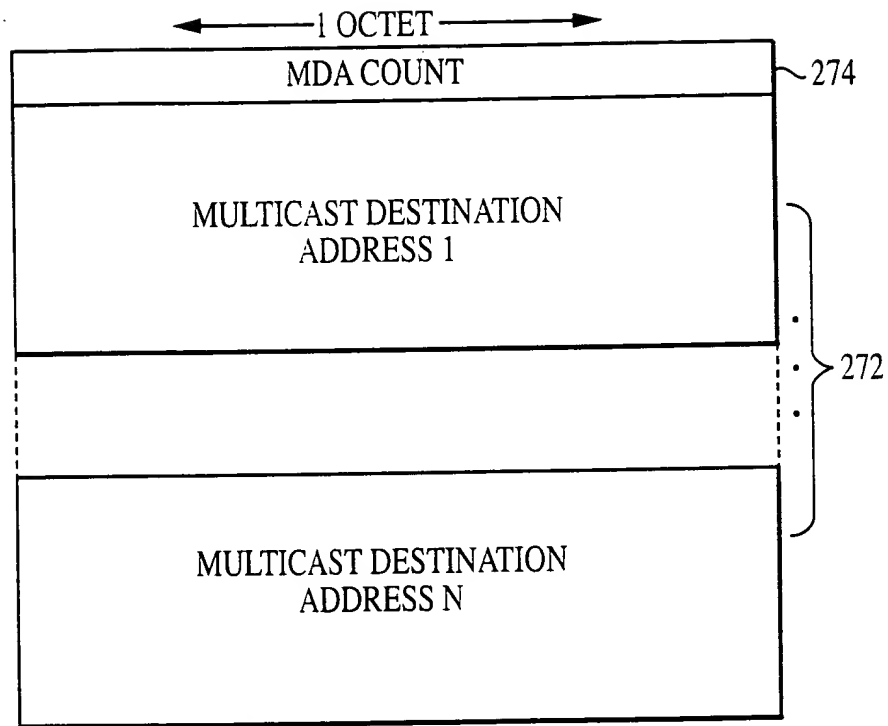 1 OCTET
MDA COUNT
274
MULTICAST DESTINATION
ADDRESS 1
272
MULTICAST DESTINATION
ADDRESS N